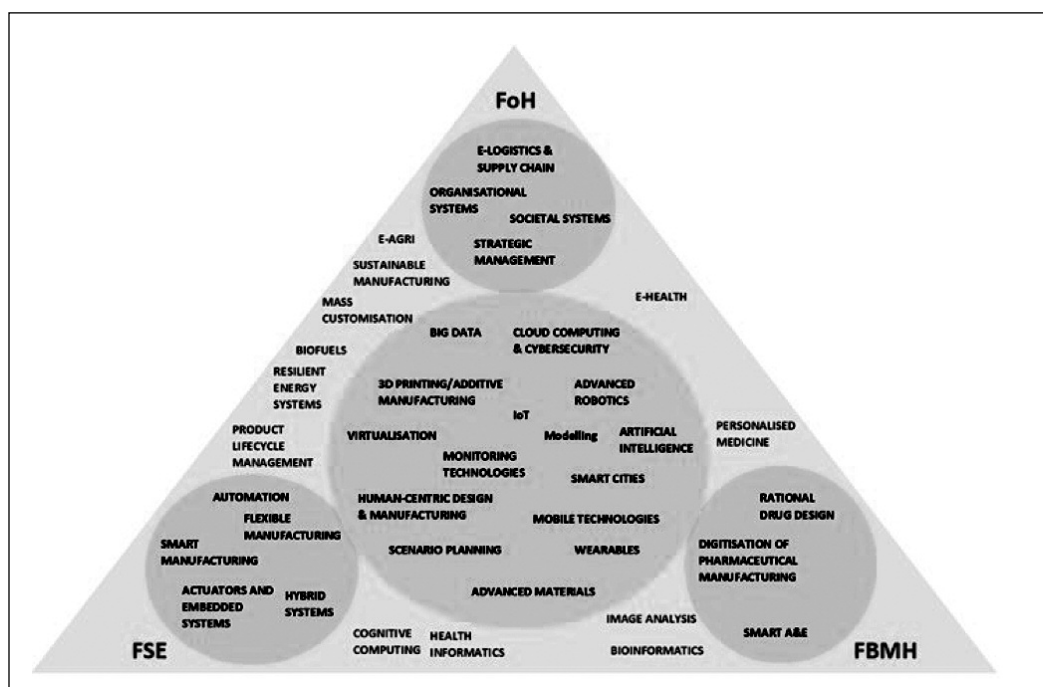 FoH
E-LOGISTICS &
SUPPLY CHAIN
ORGANISATIONAL
SYSTEMS
SOCIETAL SYSTEMS
STRATEGIC
MANAGEMENT
E-AGRI
SUSTAINABLE
MANUFACTURING
MASS
CUSTOMISATION
BIOFUELS
RESILIENT
ENERGY
SYSTEMS
PRODUCT
LIFECYCLE
MANAGEMENT
E-HEALTH
PERSONALISED
MEDICINE
BIG DATA
CLOUD COMPUTING
& CYBERSECURITY
3D PRINTING/ADDITIVE
MANUFACTURING
ADVANCED
ROBOTICS
IoT
VIRTUALISATION
Modelling
ARTIFICIAL
INTELLIGENCE
MONITORING
TECHNOLOGIES
SMART CITIES
HUMAN-CENTRIC DESIGN
& MANUFACTURING
MOBILE TECHNOLOGIES
SCENARIO PLANNING
WEARABLES
ADVANCED MATERIALS
AUTOMATION
FLEXIBLE
MANUFACTURING
SMART
MANUFACTURING
ACTUATORS AND
EMBEDDED
SYSTEMS
HYBRID
SYSTEMS
FSE
COGNITIVE
COMPUTING
HEALTH
INFORMATICS
IMAGE ANALYSIS
BIOINFORMATICS
RATIONAL
DRUG DESIGN
DIGITISATION OF
PHARMACEUTICAL
MANUFACTURING
SMART A&E
FBMH